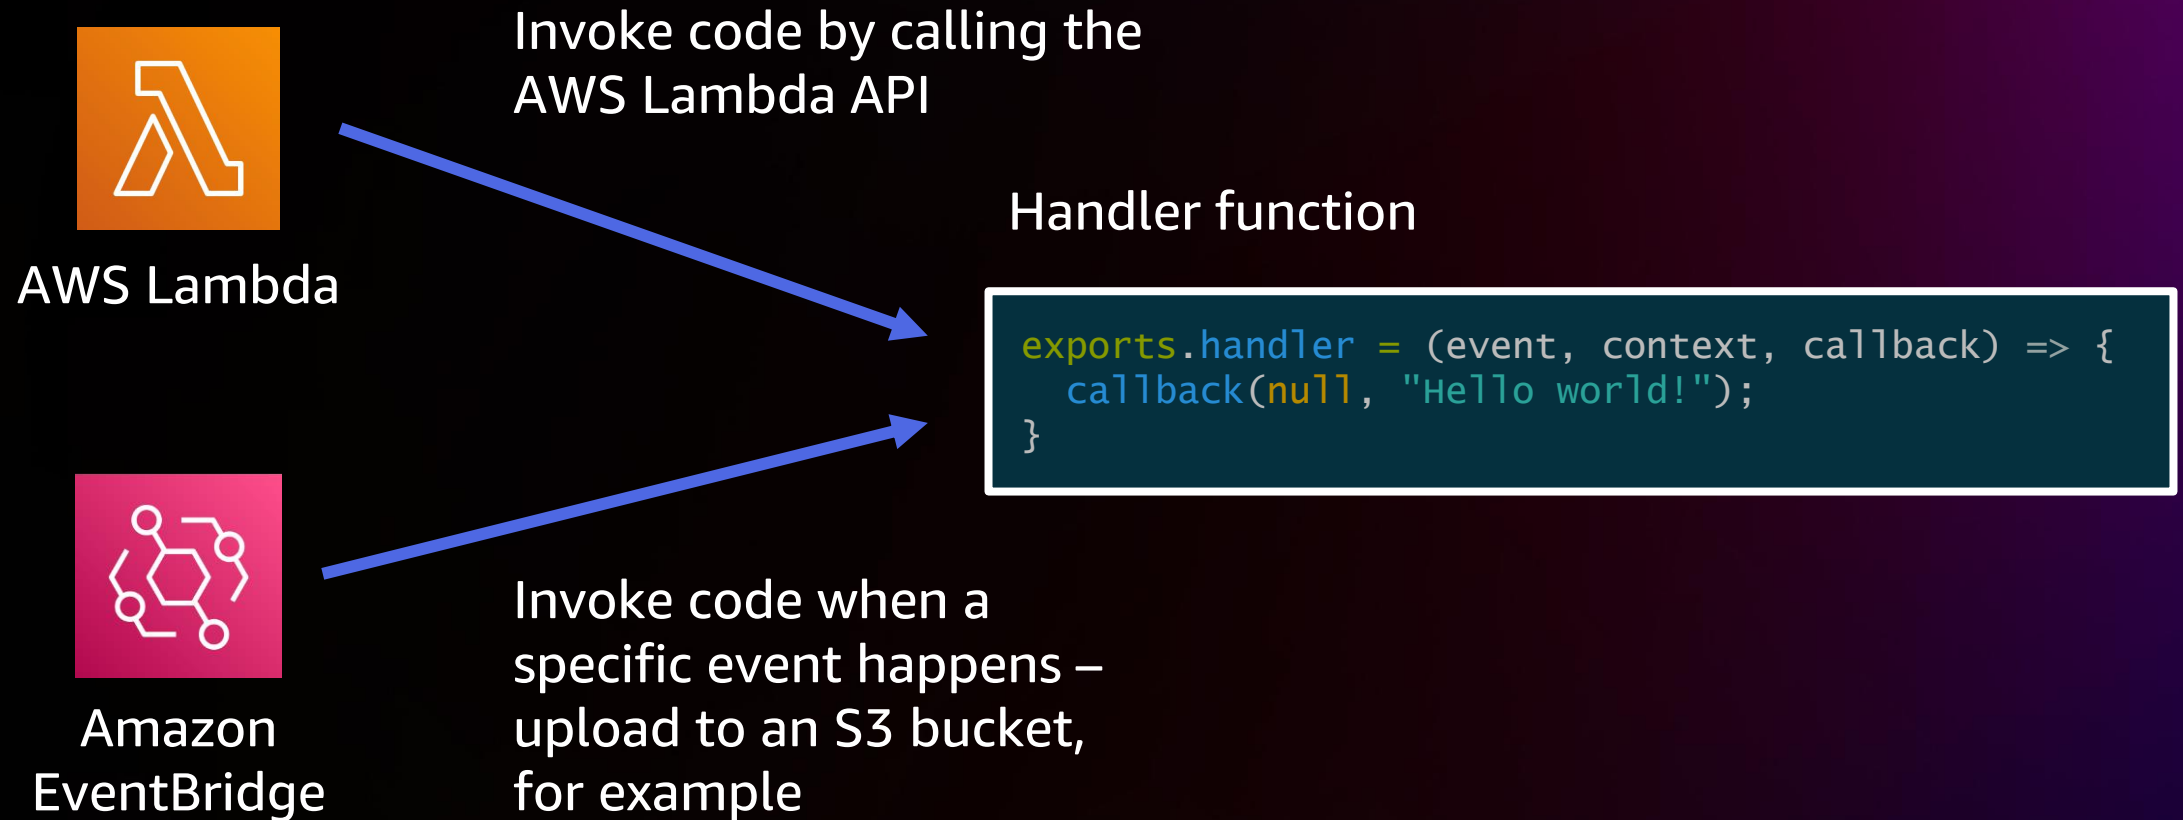 Invoke code by calling the
AWS Lambda API
AWS Lambda
Handler function
exports.handler = (event, context, callback) => {
  callback(null, "Hello world!");
}
Amazon
EventBridge
Invoke code when a
specific event happens –
upload to an S3 bucket,
for example